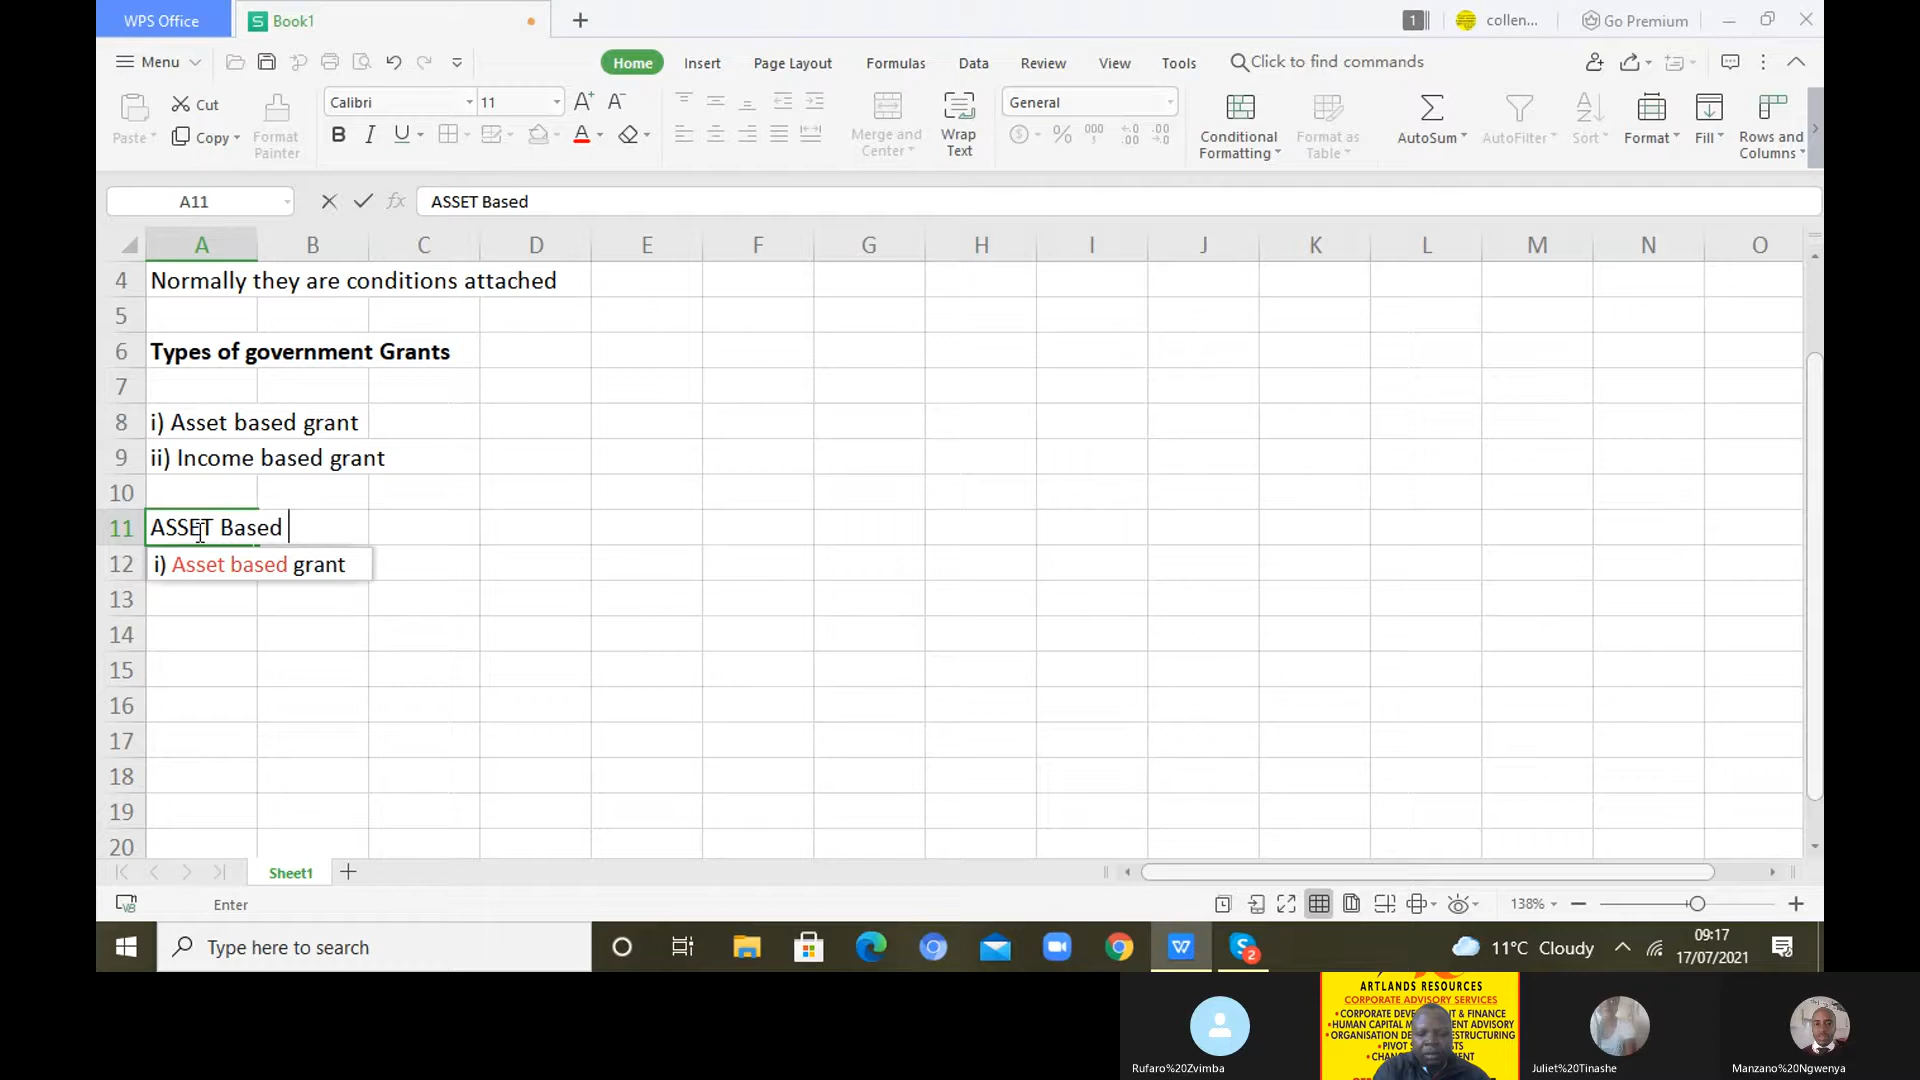 WPS Office
Book1
1
collen...
Go Premium
Menu
Home
Insert
Page Layout
Formulas
Data
Review
View
Tools
Click to find commands
Cut
Calibri
11
General
Paste
Copy
Format
Painter
B I U
A
Merge and
Center
Wrap
Text
000
Conditional
Formatting
Format as
Table
AutoSum
AutoFilter
Sort
Format
Fill
Rows and
Columns
A11
fx
ASSET Based
A B C D E F G H I J K L M N O
4 Normally they are conditions attached
5
6 Types of government Grants
7
8 i) Asset based grant
9 ii) Income based grant
10
11 ASSET Based
12 i) Asset based grant
13
14
15
16
17
18
19
20
Sheet1
Enter
138%
Type here to search
2
11°C Cloudy
09:17
17/07/2021
ARTLANDS RESOURCES
CORPORATE ADVISORY SERVICES
Rufaro%20Zvimba
Juliet%20Tinashe
Manzano%20Ngwenya